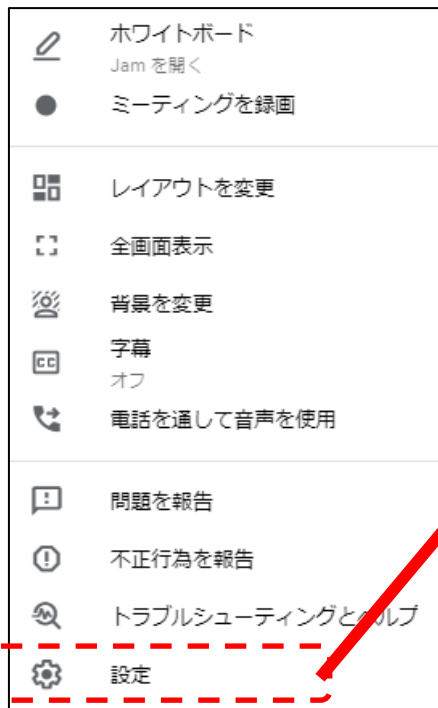 ホワイトボード
Jam を開く
ミーティングを録画
レイアウトを変更
全画面表示
背景を変更
字幕
オフ
電話を通して音声を使用
問題を報告
不正行為を報告
トラブルシューティングとヘルプ
設定